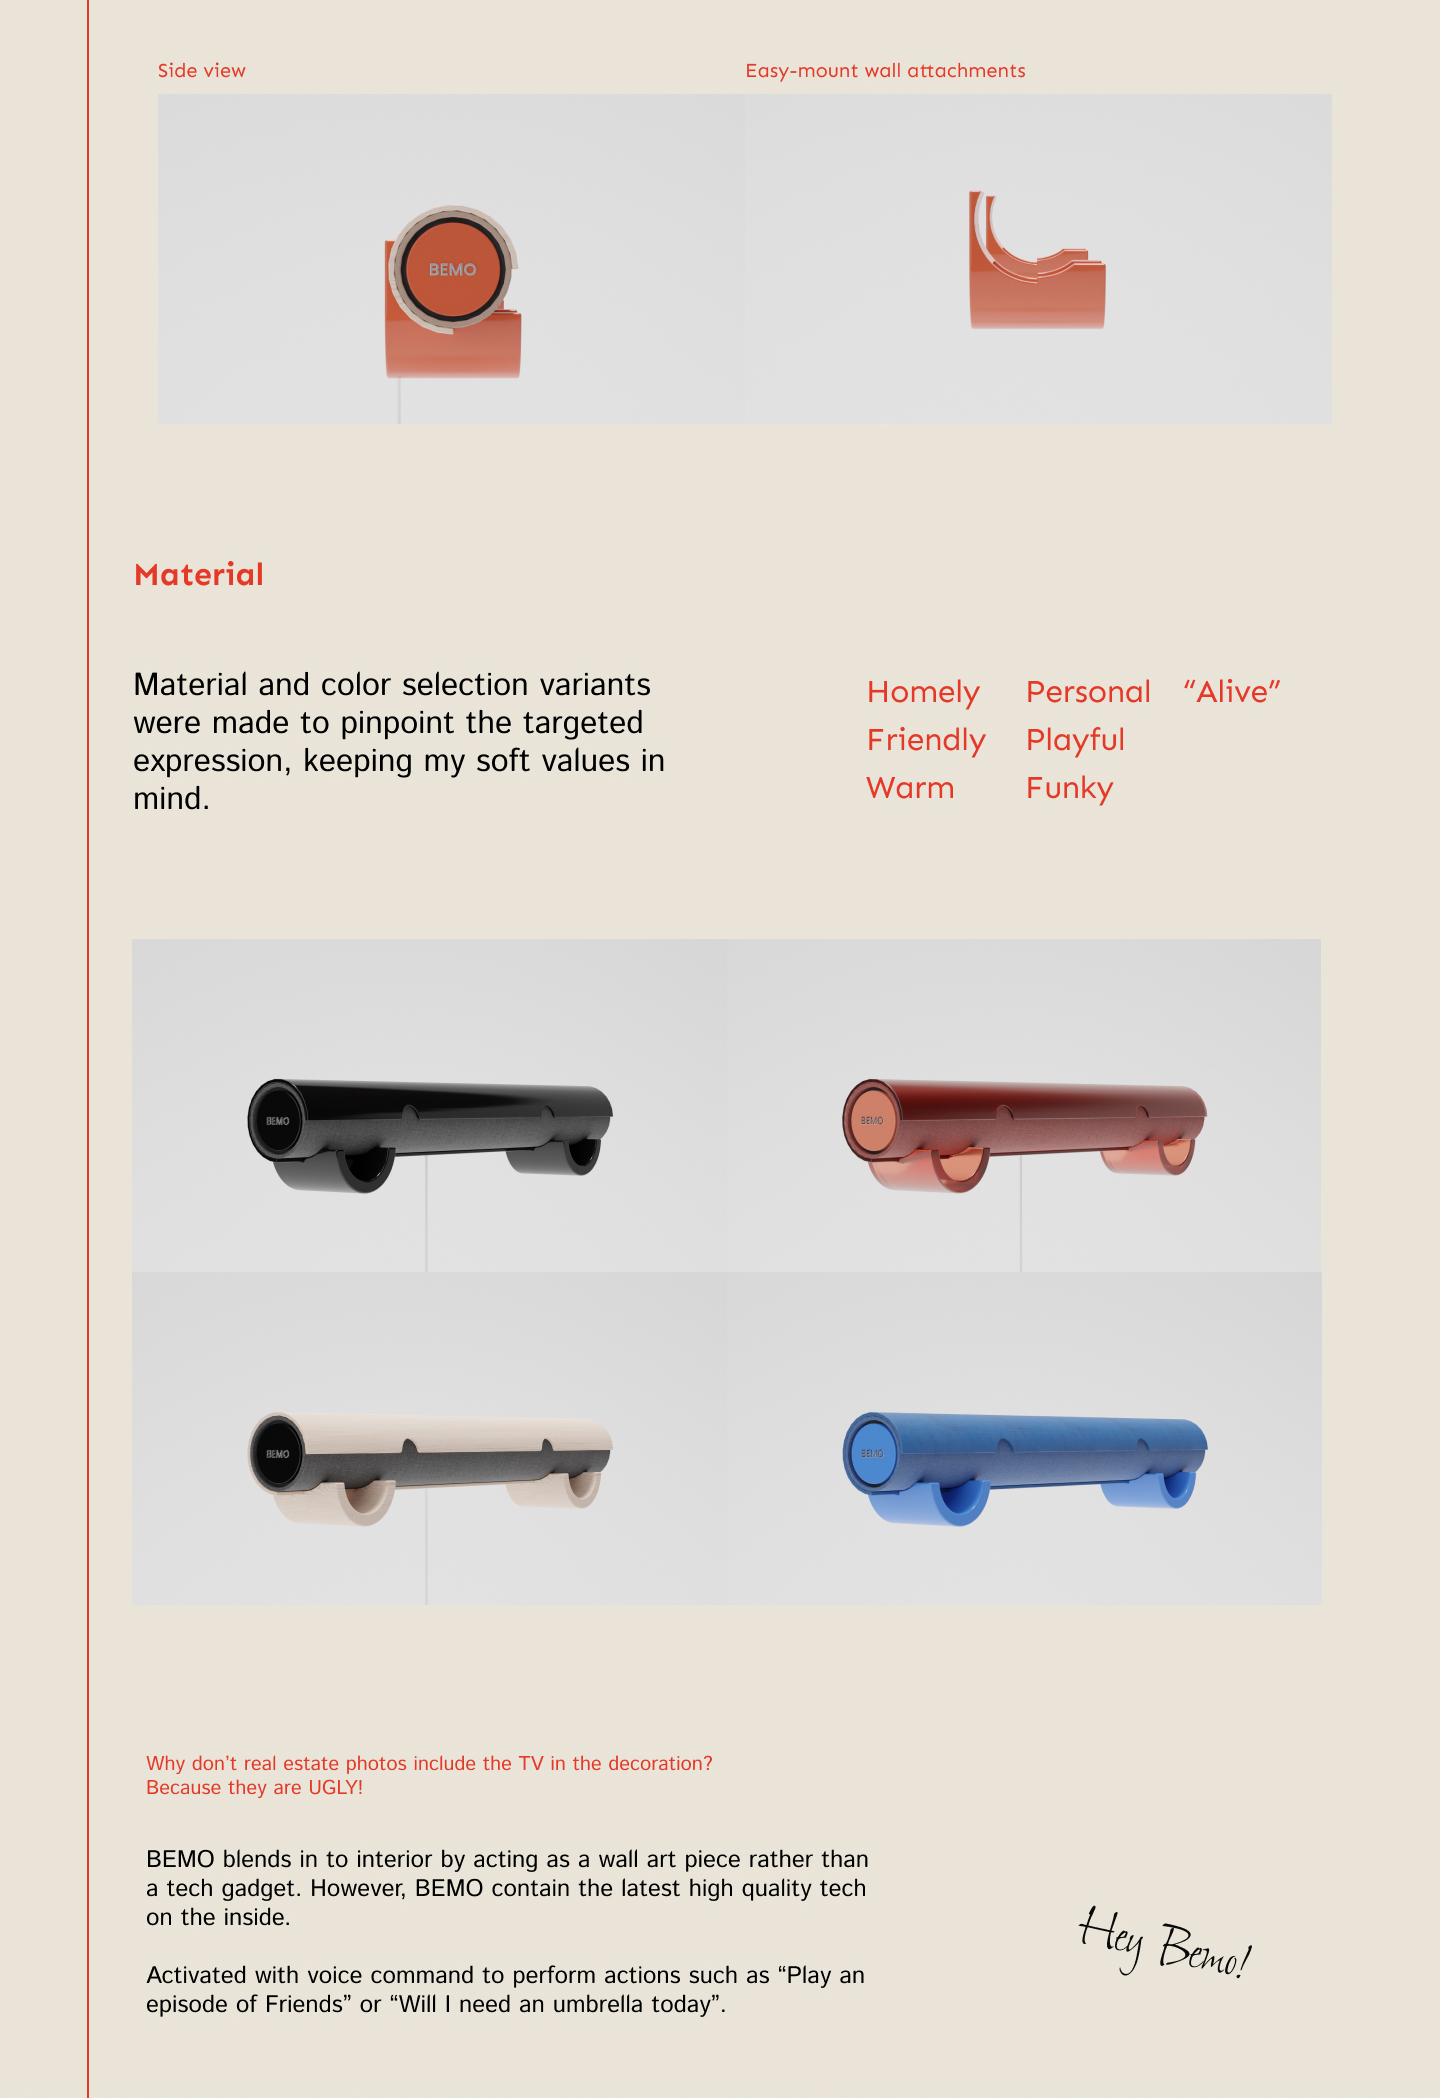 Side view
Easy-mount wall attachments
BEMO
Material
Material and color selection variants
were made to pinpoint the targeted
expression, keeping my soft values in
mind.
Homely Personal “Alive”
Friendly Playful
Warm Funky
BEMO
BEMO
BEMO
BEMO
Why don’t real estate photos include the TV in the decoration?
Because they are UGLY!
BEMO blends in to interior by acting as a wall art piece rather than
a tech gadget. However, BEMO contain the latest high quality tech
on the inside.
Activated with voice command to perform actions such as “Play an
episode of Friends” or “Will I need an umbrella today”.
Hey Bemo!